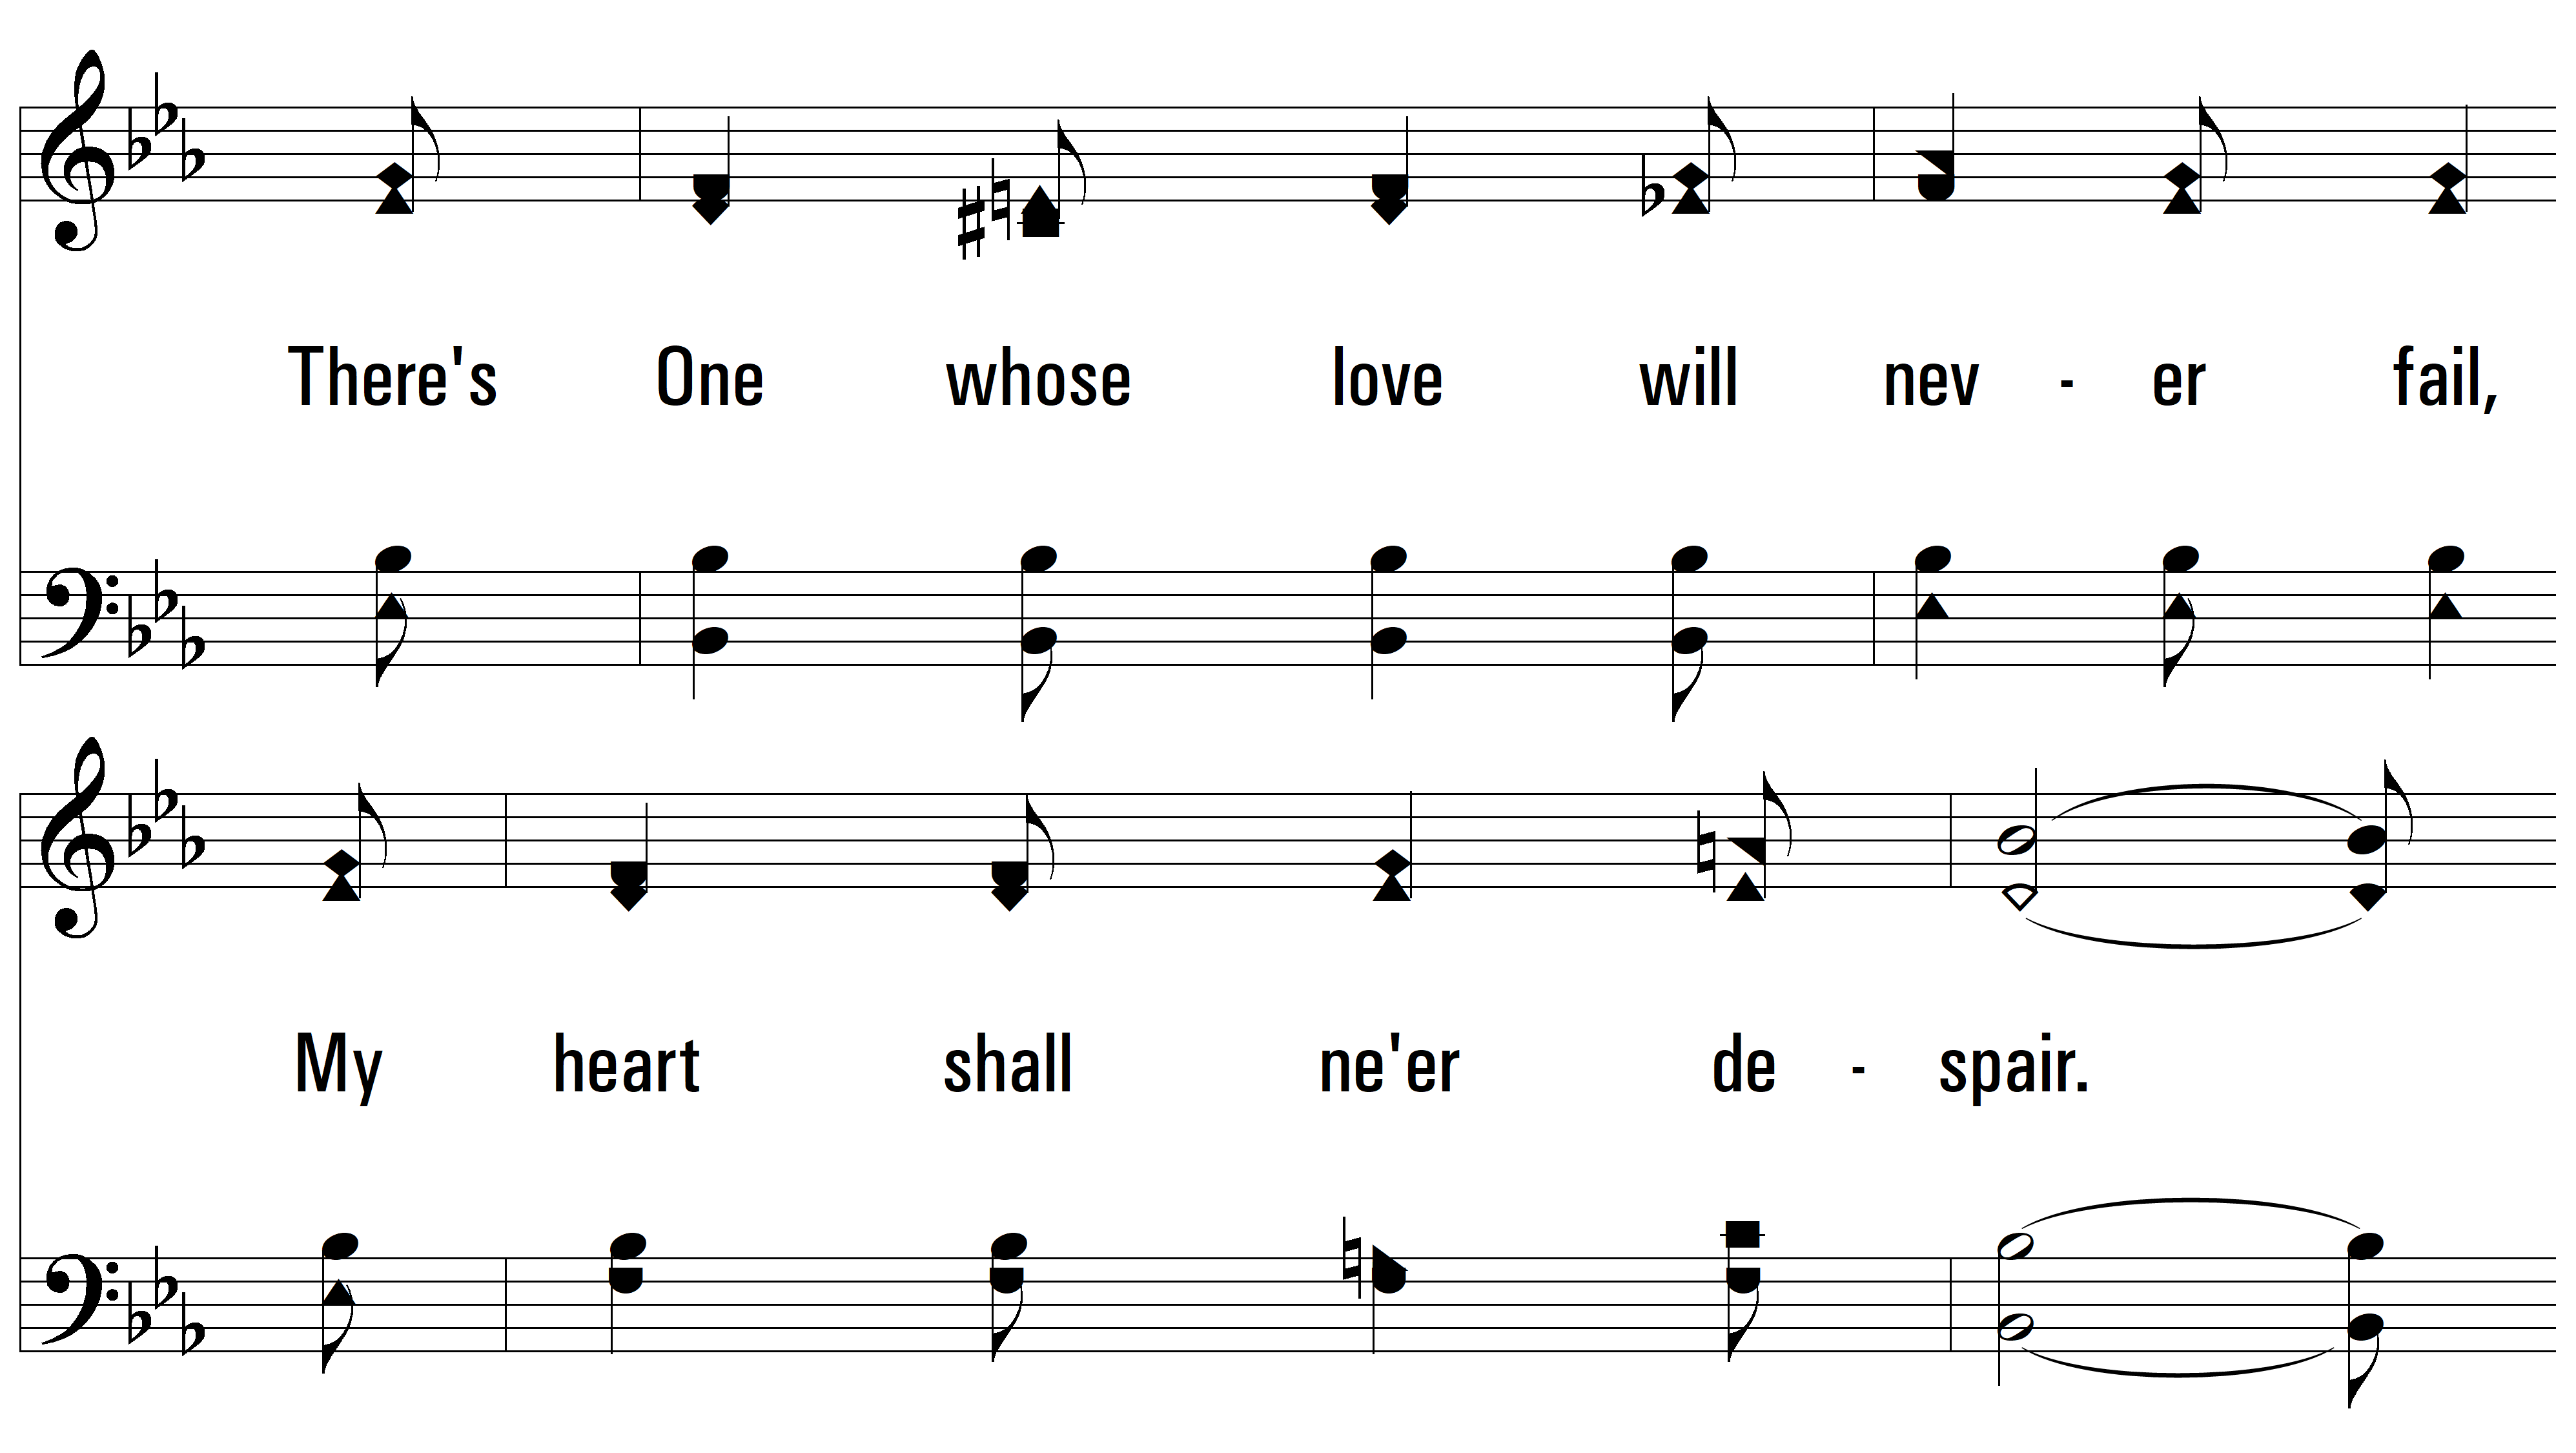 There's One whose love will nev - er fail,
My heart shall ne'er de - spair.